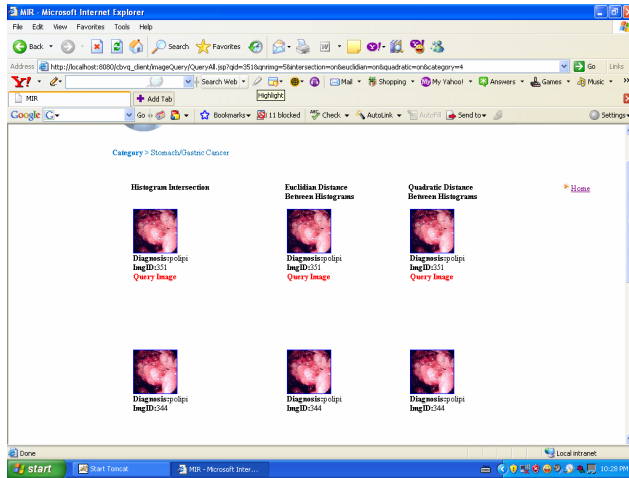 MIR - Microsoft Internet Explorer
File Edit View Favorites Tools Help
Back Search Favorites
Address http://localhost:8080/cbvq_client/imageQuery/QueryAll.jsp?qid=351&qnrimg=5&intersection=on&euclidian=on&quadratic=on&category=4 Go Links
Y! Search Web Mail Shopping My Yahoo! Answers Games Music
MIR Add Tab Highlight
Google Go Bookmarks 11 blocked Check AutoLink AutoFill Send to Settings
Category > Stomach/Gastric Cancer
Histogram Intersection Euclidian Distance Between Histograms Quadratic Distance Between Histograms Home
Diagnosis:polipi Diagnosis:polipi Diagnosis:polipi
ImgID:351 ImgID:351 ImgID:351
Query Image Query Image Query Image
Diagnosis:polipi Diagnosis:polipi Diagnosis:polipi
ImgID:344 ImgID:344 ImgID:344
Done Local intranet
start Start Tomcat MIR - Microsoft Inter... 10:28 PM